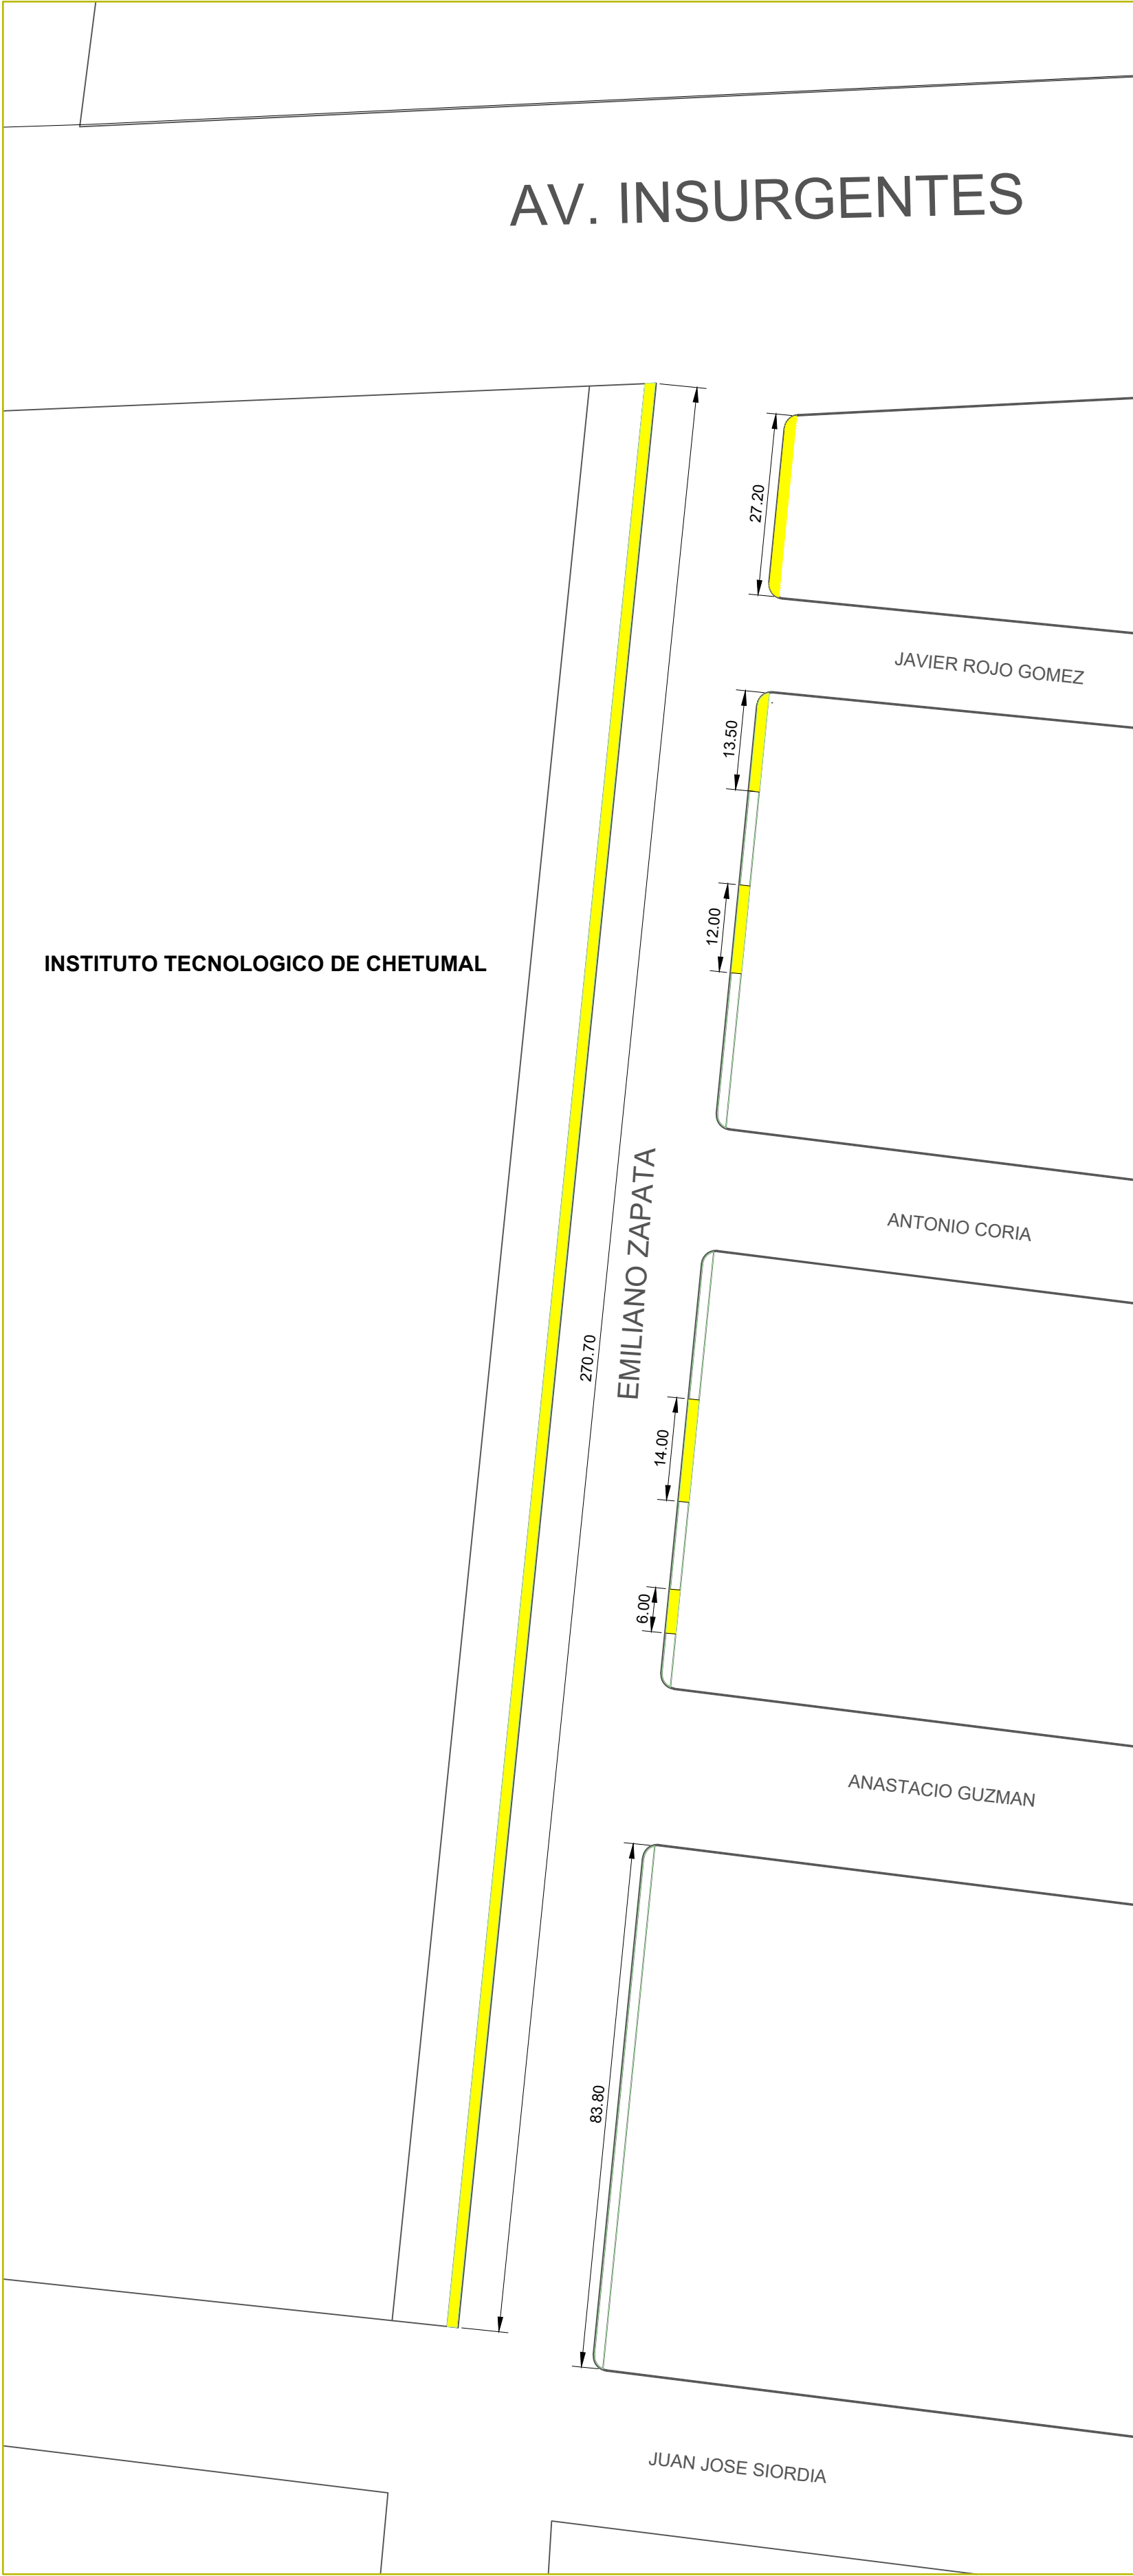 AV. INSURGENTES
27.20
JAVIER ROJO GOMEZ
13.50
12.00
INSTITUTO TECNOLOGICO DE CHETUMAL
EMILIANO ZAPATA
ANTONIO CORIA
270.70
14.00
6.00
ANASTACIO GUZMAN
83.80
JUAN JOSE SIORDIA